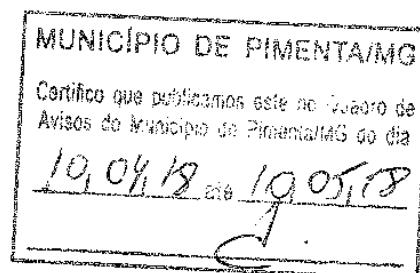 MUNICÍPIO DE PIMENTA/MG
Certifico que publicamos este no Quadro de
Avisos do Município de Pimenta/MG do dia
10, 04, 18 até 10, 05, 18